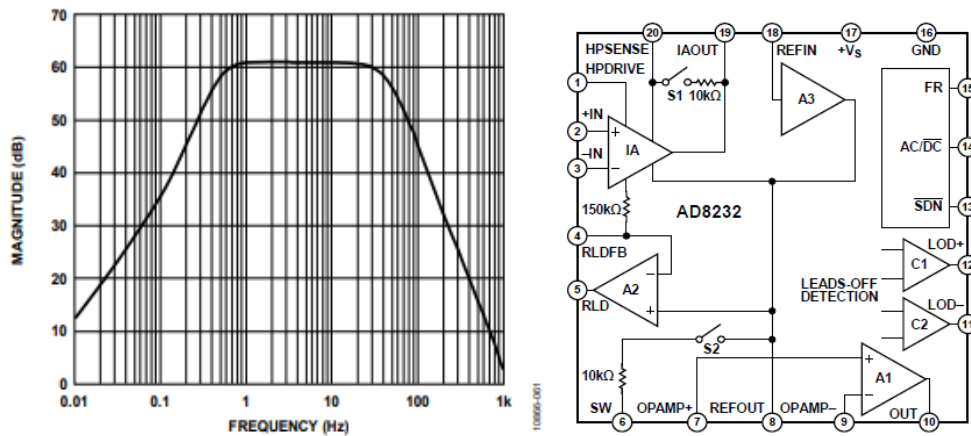 70
60
50
40
30
20
10
0
MAGNITUDE (dB)
0.01 0.1 1 10 100 1k
FREQUENCY (Hz)
10866-061
20 19 18 17 16
HPSENSE IAOUT REFIN +VS GND
HPDRIVE
1
S1 10kΩ
A3
FR 15
+IN
2
+
IA
–IN
3
–
AC/DC 14
150kΩ
AD8232
SDN 13
4
RLDFB
LOD+
C1
12
5
RLD
A2
–
+
LEADS-OFF
DETECTION
LOD–
C2
11
S2
10kΩ
+
A1
–
SW OPAMP+ REFOUT OPAMP– OUT
6 7 8 9 10